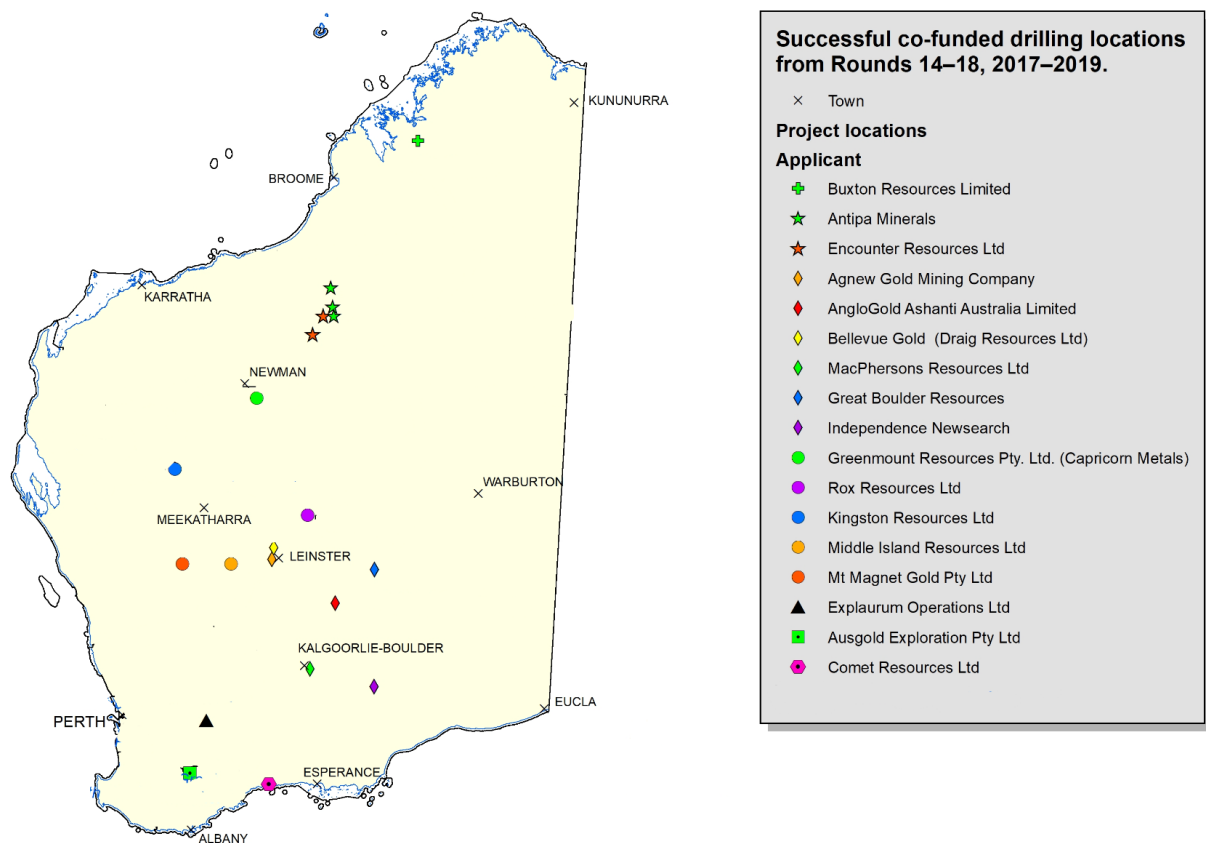 KUNUNURRA
BROOME
KARRATHA
NEWMAN
WARBURTON
MEEKATHARRA
LEINSTER
KALGOORLIE-BOULDER
EUCLA
PERTH
ESPERANCE
ALBANY
Successful co-funded drilling locations
from Rounds 14–18, 2017–2019.
Town
Project locations
Applicant
Buxton Resources Limited
Antipa Minerals
Encounter Resources Ltd
Agnew Gold Mining Company
AngloGold Ashanti Australia Limited
Bellevue Gold (Draig Resources Ltd)
MacPhersons Resources Ltd
Great Boulder Resources
Independence Newsearch
Greenmount Resources Pty. Ltd. (Capricorn Metals)
Rox Resources Ltd
Kingston Resources Ltd
Middle Island Resources Ltd
Mt Magnet Gold Pty Ltd
Explaurum Operations Ltd
Ausgold Exploration Pty Ltd
Comet Resources Ltd